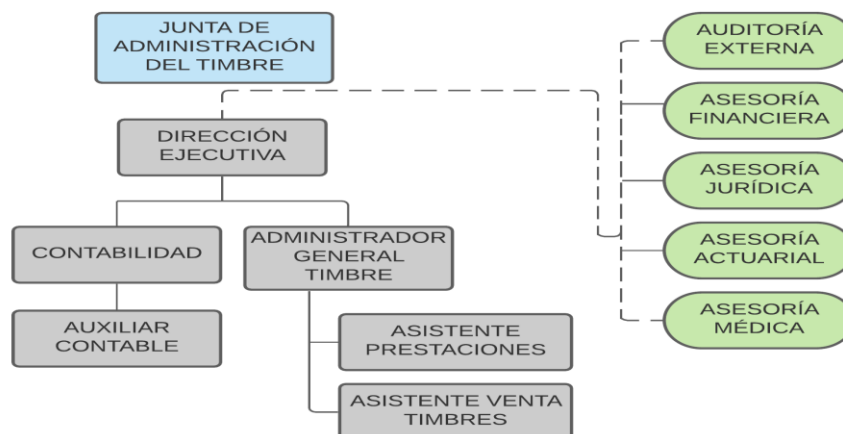 JUNTA DE
ADMINISTRACIÓN
DEL TIMBRE
DIRECCIÓN
EJECUTIVA
CONTABILIDAD
ADMINISTRADOR
GENERAL
TIMBRE
AUXILIAR
CONTABLE
ASISTENTE
PRESTACIONES
ASISTENTE VENTA
TIMBRES
AUDITORÍA
EXTERNA
ASESORÍA
FINANCIERA
ASESORÍA
JURÍDICA
ASESORÍA
ACTUARIAL
ASESORÍA
MÉDICA